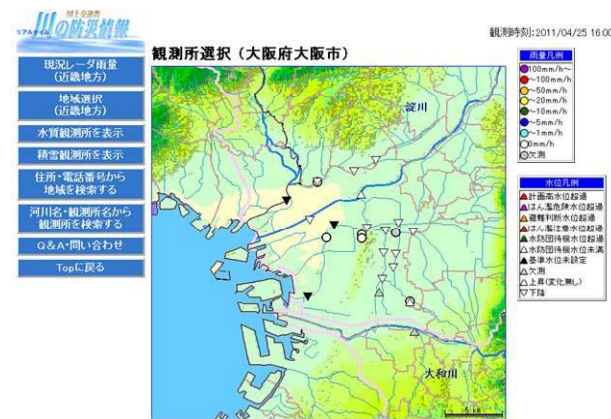 国土交通省
リアルタイム 川の防災情報
観測時刻:2011/04/25 16:00
観測所選択（大阪府大阪市）
現況レーダ雨量
（近畿地方）
地域選択
（近畿地方）
水質観測所を表示
積雪観測所を表示
住所・電話番号から
地域を検索する
河川名・観測所名から
観測所を検索する
Q&A・問い合わせ
Topに戻る
淀川
大和川
5 km
雨量凡例
100mm/h～
～100mm/h
～50mm/h
～20mm/h
～10mm/h
～5mm/h
～1mm/h
0mm/h
欠測
水位凡例
計画高水位超過
はん濫危険水位超過
避難判断水位超過
はん濫注意水位超過
水防団待機水位超過
水防団待機水位未満
基準水位未設定
欠測
上昇(変化無し)
下降